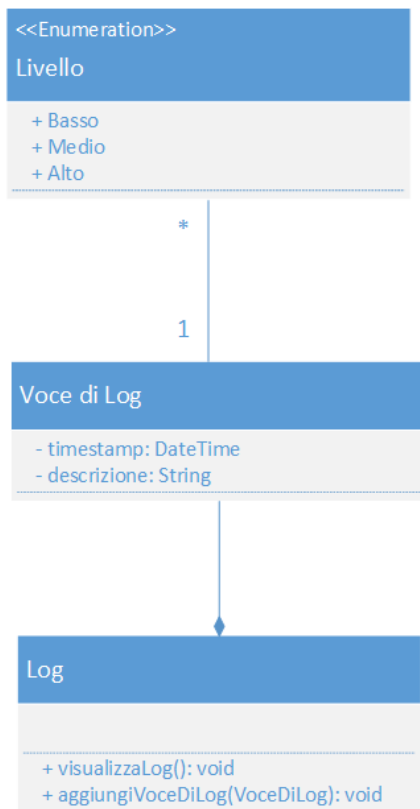 <<Enumeration>>
Livello
+ Basso
+ Medio
+ Alto
*
1
Voce di Log
- timestamp: DateTime
- descrizione: String
Log
+ visualizzaLog(): void
+ aggiungiVoceDiLog(VoceDiLog): void